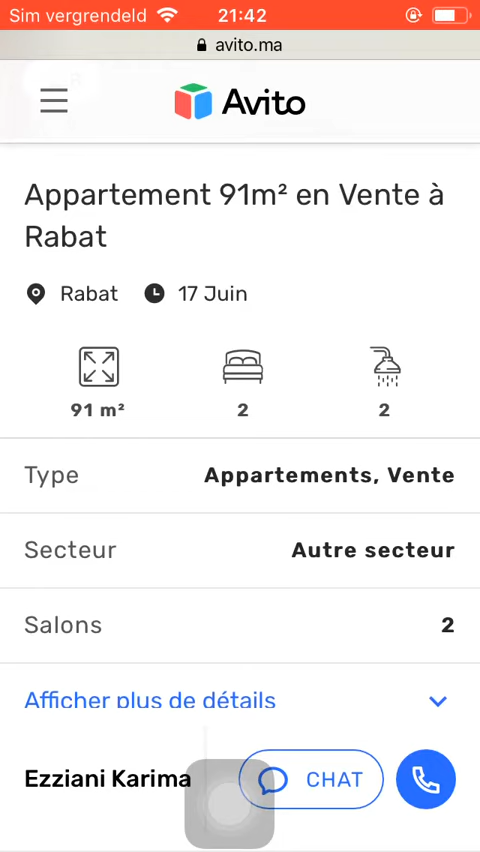 Sim vergrendeld 21:42
avito.ma
Avito
Appartement 91m² en Vente à
Rabat
Rabat 17 Juin
91 m² 2 2
Type Appartements, Vente
Secteur Autre secteur
Salons 2
Afficher plus de détails
Ezziani Karima CHAT